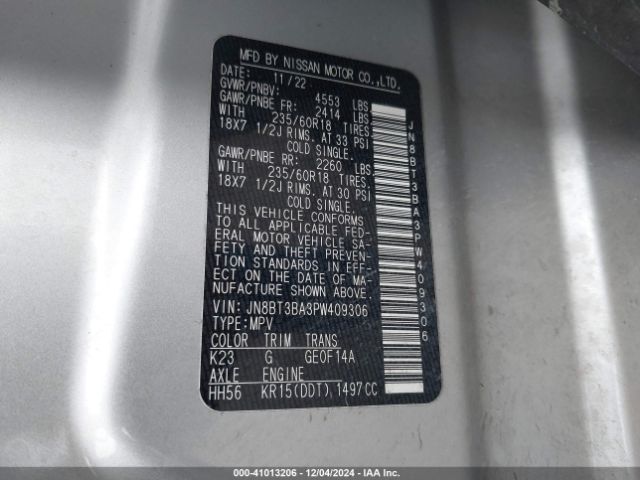 MFD BY NISSAN MOTOR CO.,LTD.
DATE: 11/22
GVWR/PNBV: 4553 LBS
GAWR/PNBE FR: 2414 LBS
WITH 235/60R18 TIRES.
18X7 1/2J RIMS. AT 33 PSI
COLD SINGLE.
GAWR/PNBE RR: 2260 LBS
WITH 235/60R18 TIRES.
18X7 1/2J RIMS. AT 30 PSI
COLD SINGLE.
THIS VEHICLE CONFORMS
TO ALL APPLICABLE FED-
ERAL MOTOR VEHICLE SA-
FETY AND THEFT PREVEN-
TION STANDARDS IN EFF-
ECT ON THE DATE OF MA-
NUFACTURE SHOWN ABOVE.
VIN: JN8BT3BA3PW409306
TYPE: MPV
COLOR TRIM TRANS
K23 G GE0F14A
AXLE ENGINE
HH56 KR15(DDT) 1497CC
JN8BT3BA3PW409306
000-41013206 - 12/04/2024 - IAA Inc.